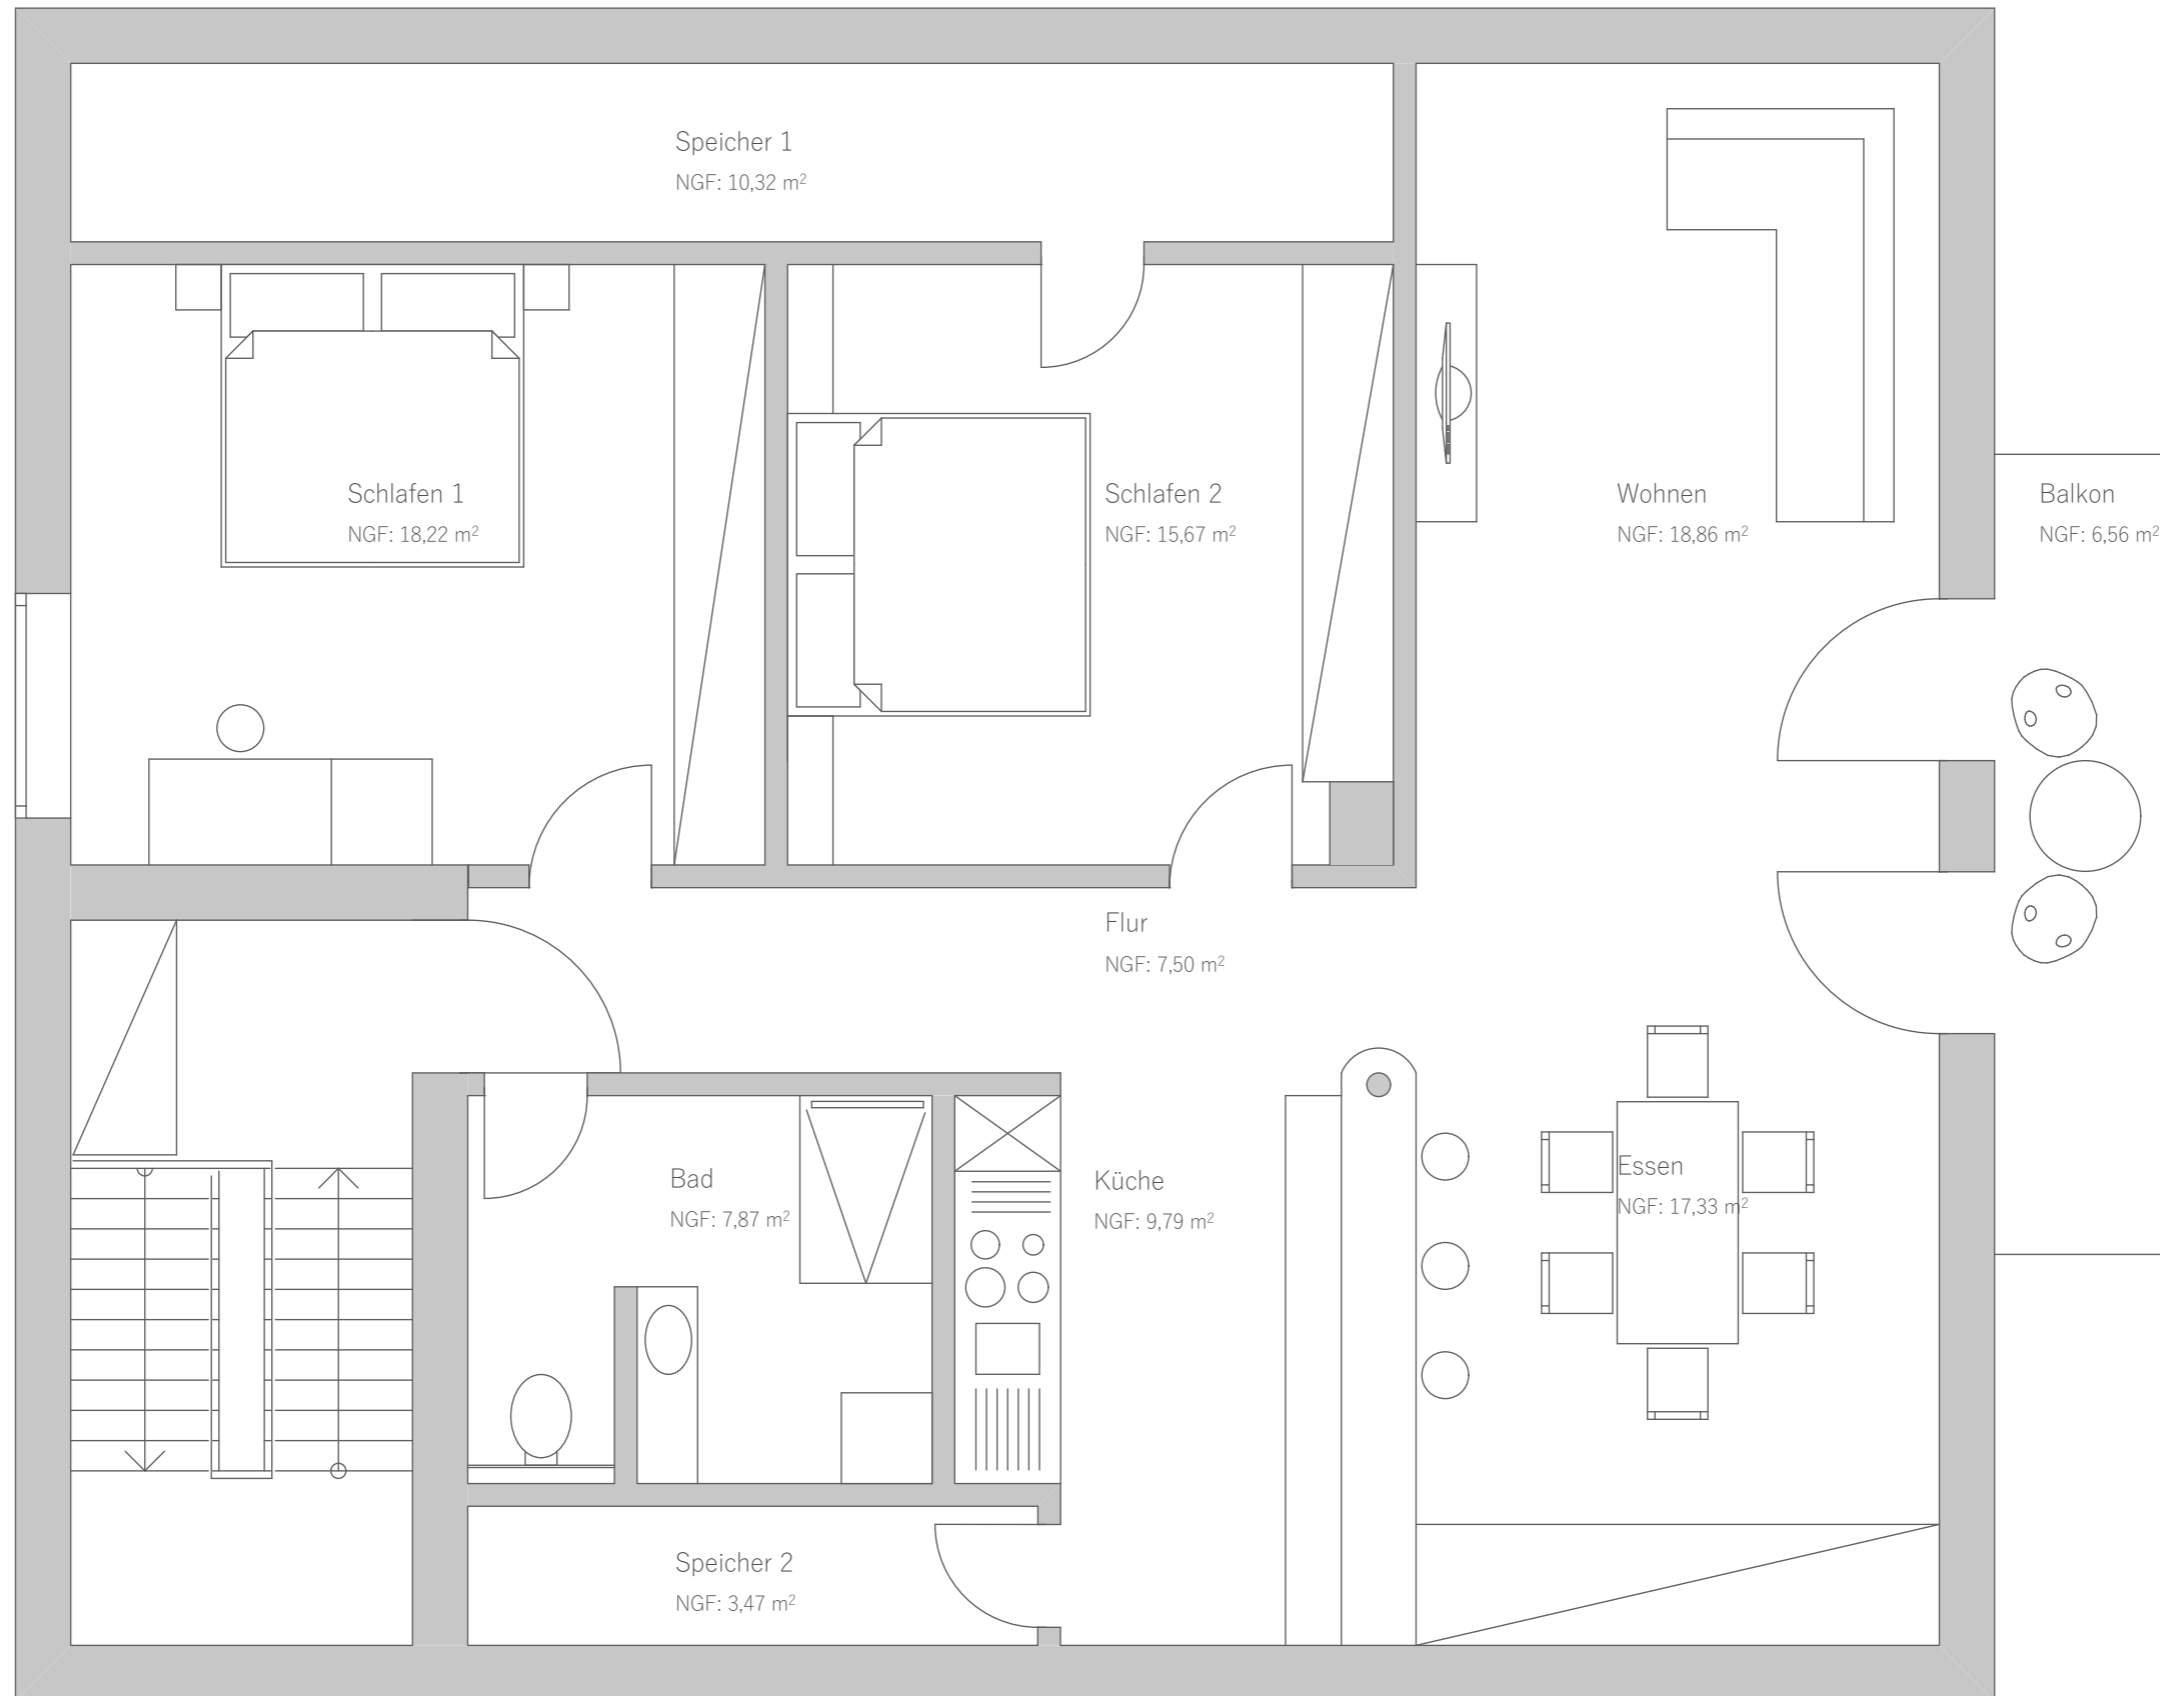 Speicher 1
NGF: 10,32 m²
Schlafen 1
NGF: 18,22 m²
Schlafen 2
NGF: 15,67 m²
Wohnen
NGF: 18,86 m²
Balkon
NGF: 6,56 m²
Flur
NGF: 7,50 m²
Bad
NGF: 7,87 m²
Küche
NGF: 9,79 m²
Essen
NGF: 17,33 m²
Speicher 2
NGF: 3,47 m²